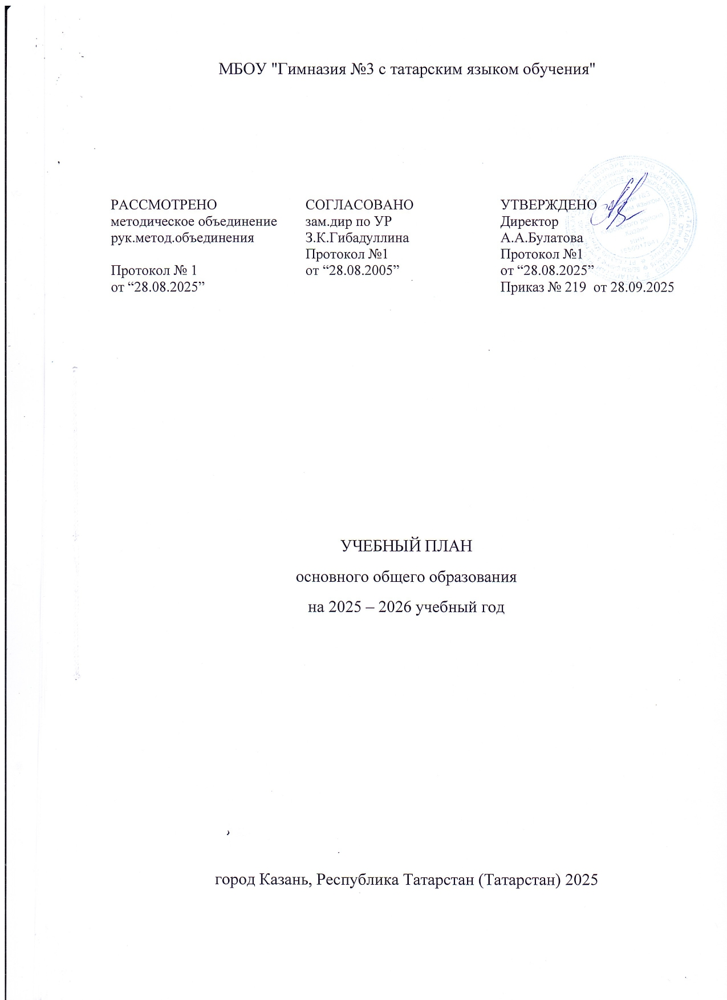 МБОУ "Гимназия №3 с татарским языком обучения"
РАССМОТРЕНО
методическое объединение
рук.метод.объединения
Протокол № 1
от “28.08.2025”
СОГЛАСОВАНО
зам.дир по УР
З.К.Гибадуллина
Протокол №1
от “28.08.2005”
УТВЕРЖДЕНО
Директор
А.А.Булатова
Протокол №1
от “28.08.2025”
Приказ № 219 от 28.09.2025
УЧЕБНЫЙ ПЛАН
основного общего образования
на 2025 – 2026 учебный год
город Казань, Республика Татарстан (Татарстан) 2025